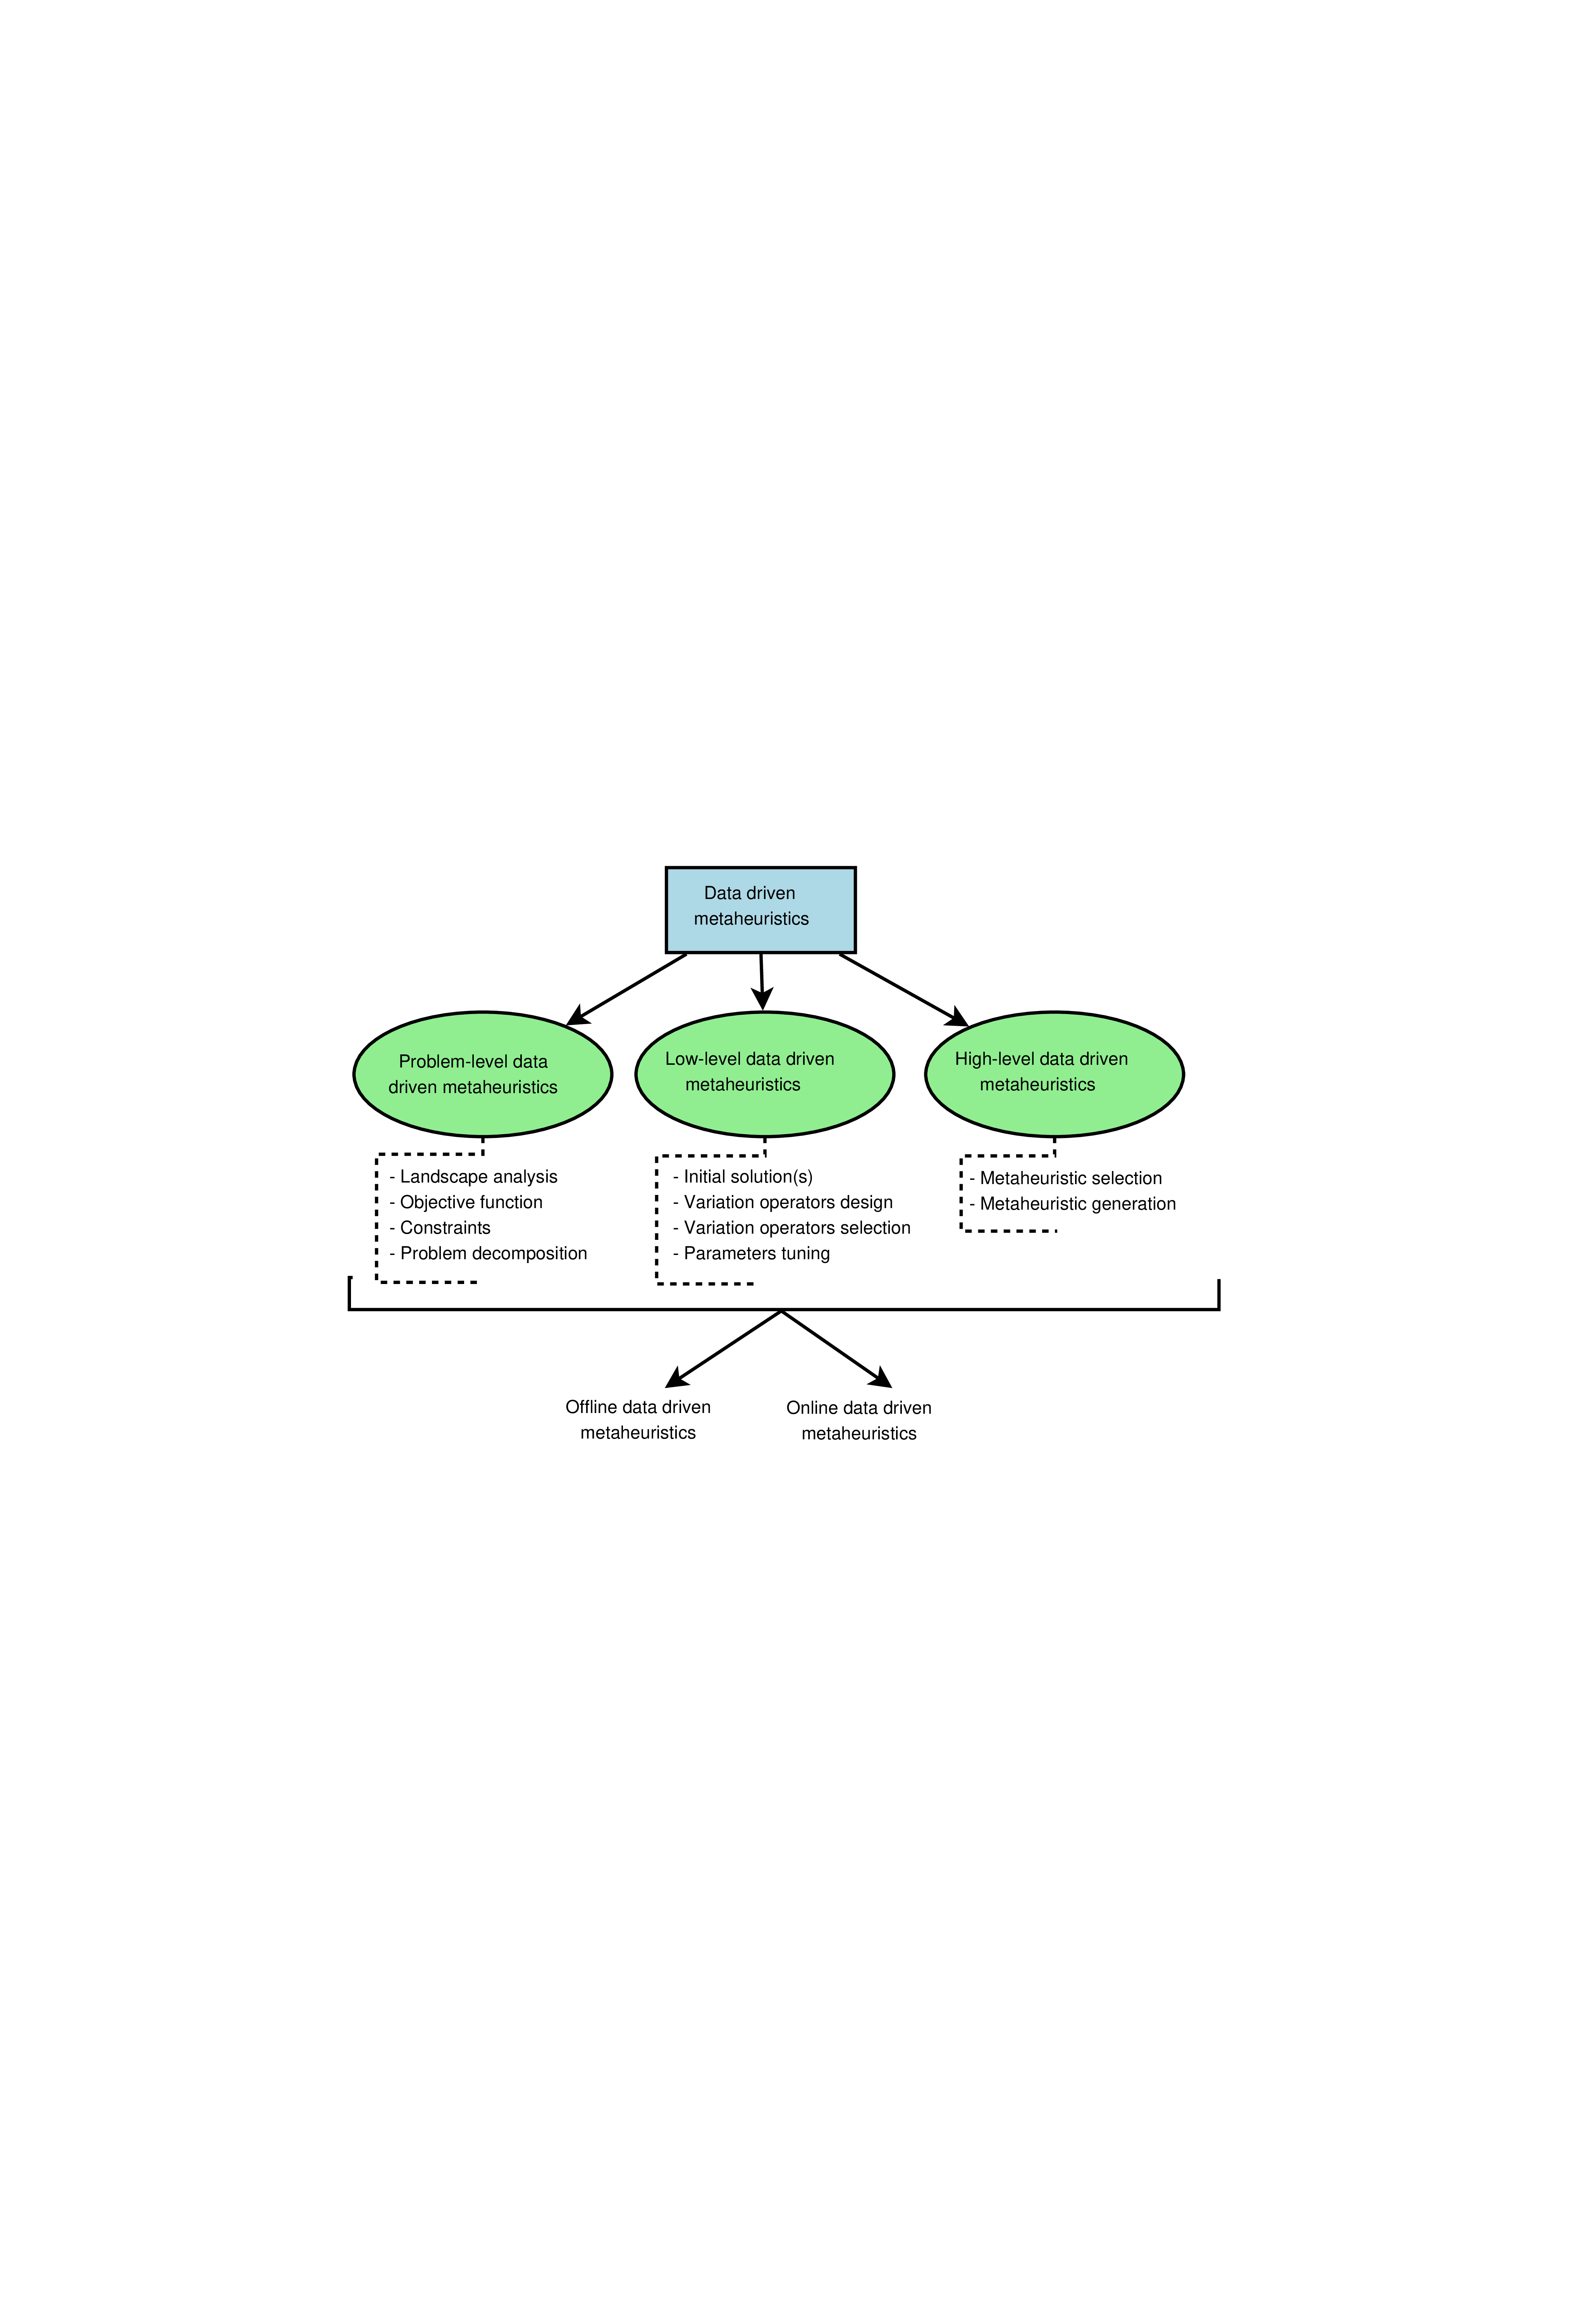 Data driven
metaheuristics
Problem-level data
driven metaheuristics
Low-level data driven
metaheuristics
High-level data driven
metaheuristics
- Landscape analysis
- Objective function
- Constraints
- Problem decomposition
- Initial solution(s)
- Variation operators design
- Variation operators selection
- Parameters tuning
- Metaheuristic selection
- Metaheuristic generation
Offline data driven
metaheuristics
Online data driven
metaheuristics